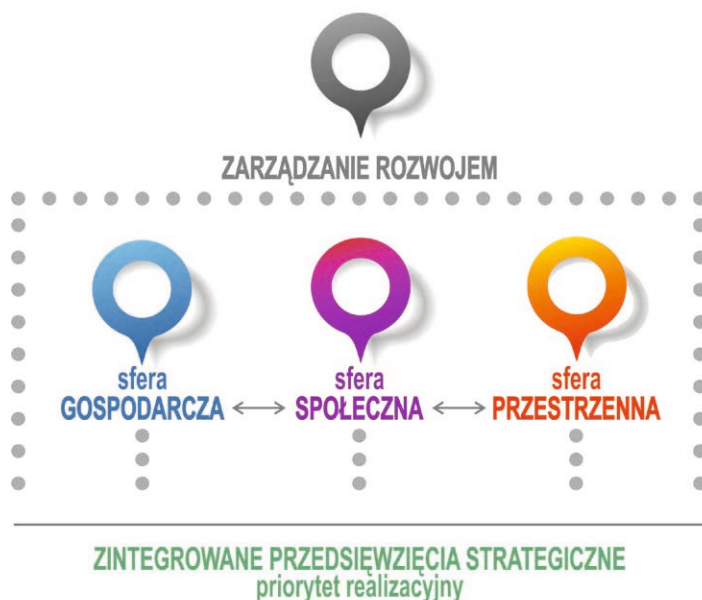 ZARZĄDZANIE ROZWOJEM
sfera
GOSPODARCZA
sfera
SPOŁECZNA
sfera
PRZESTRZENNA
ZINTEGROWANE PRZEDSIĘWZIĘCIA STRATEGICZNE
priorytet realizacyjny